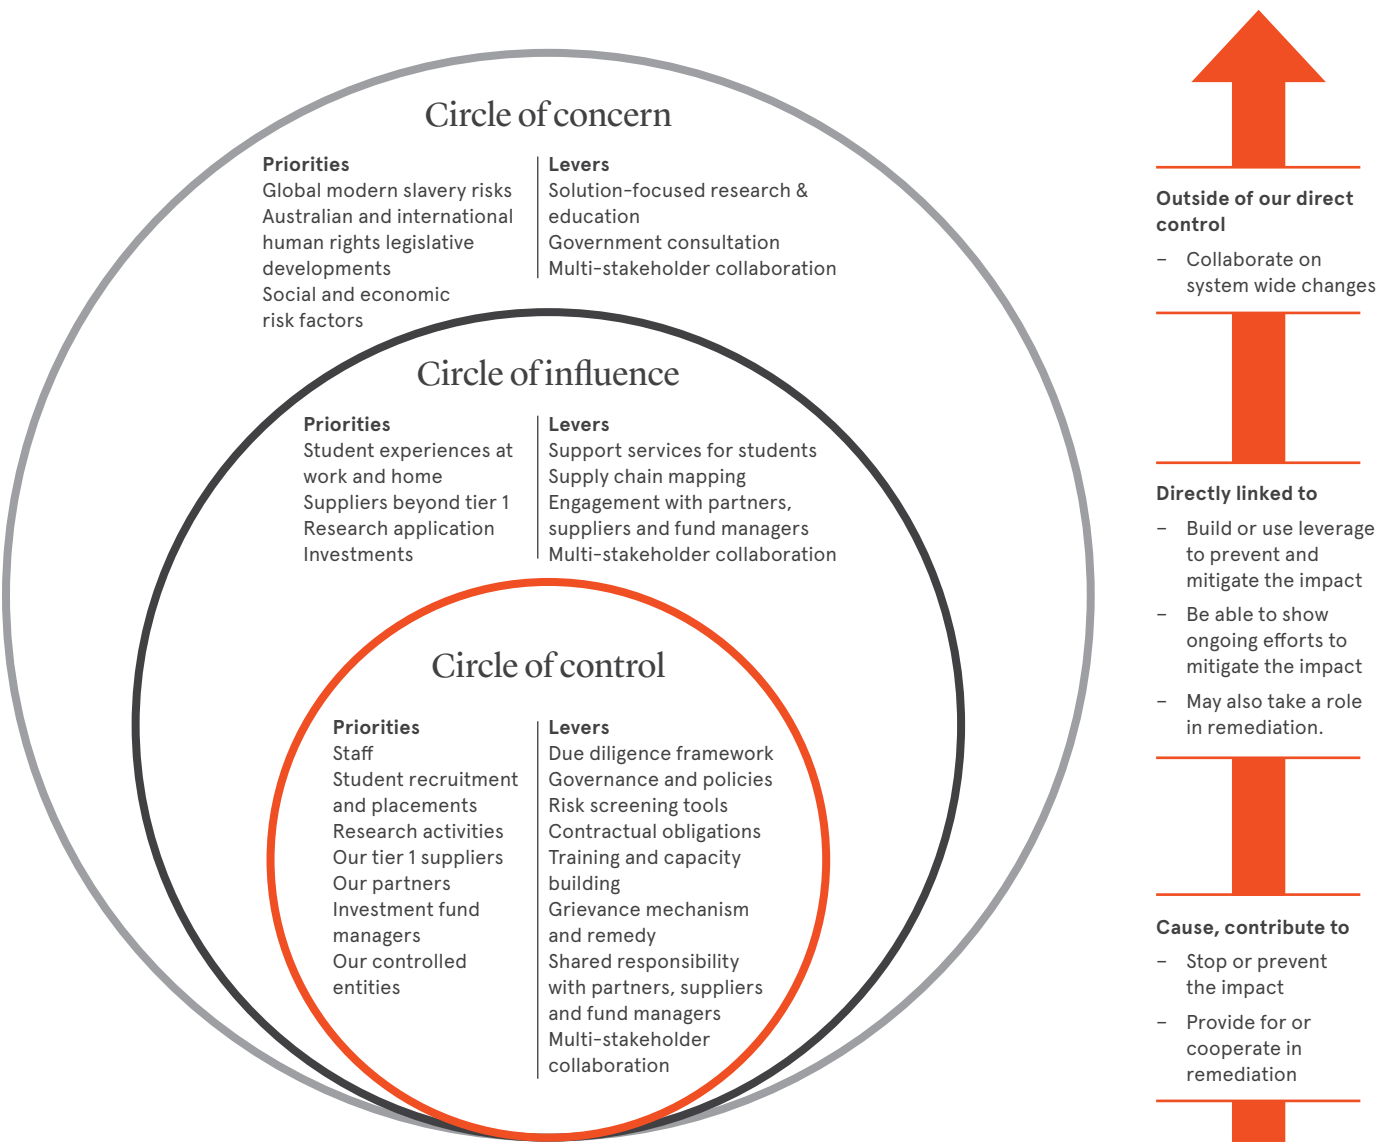 Circle of concern
Priorities
Global modern slavery risks
Australian and international
human rights legislative
developments
Social and economic
risk factors
Levers
Solution-focused research &
education
Government consultation
Multi-stakeholder collaboration
Circle of influence
Priorities
Student experiences at
work and home
Suppliers beyond tier 1
Research application
Investments
Levers
Support services for students
Supply chain mapping
Engagement with partners,
suppliers and fund managers
Multi-stakeholder collaboration
Circle of control
Priorities
Staff
Student recruitment
and placements
Research activities
Our tier 1 suppliers
Our partners
Investment fund
managers
Our controlled
entities
Levers
Due diligence framework
Governance and policies
Risk screening tools
Contractual obligations
Training and capacity
building
Grievance mechanism
and remedy
Shared responsibility
with partners, suppliers
and fund managers
Multi-stakeholder
collaboration
Outside of our direct
control
– Collaborate on
system wide changes
Directly linked to
– Build or use leverage
to prevent and
mitigate the impact
– Be able to show
ongoing efforts to
mitigate the impact
– May also take a role
in remediation.
Cause, contribute to
– Stop or prevent
the impact
– Provide for or
cooperate in
remediation